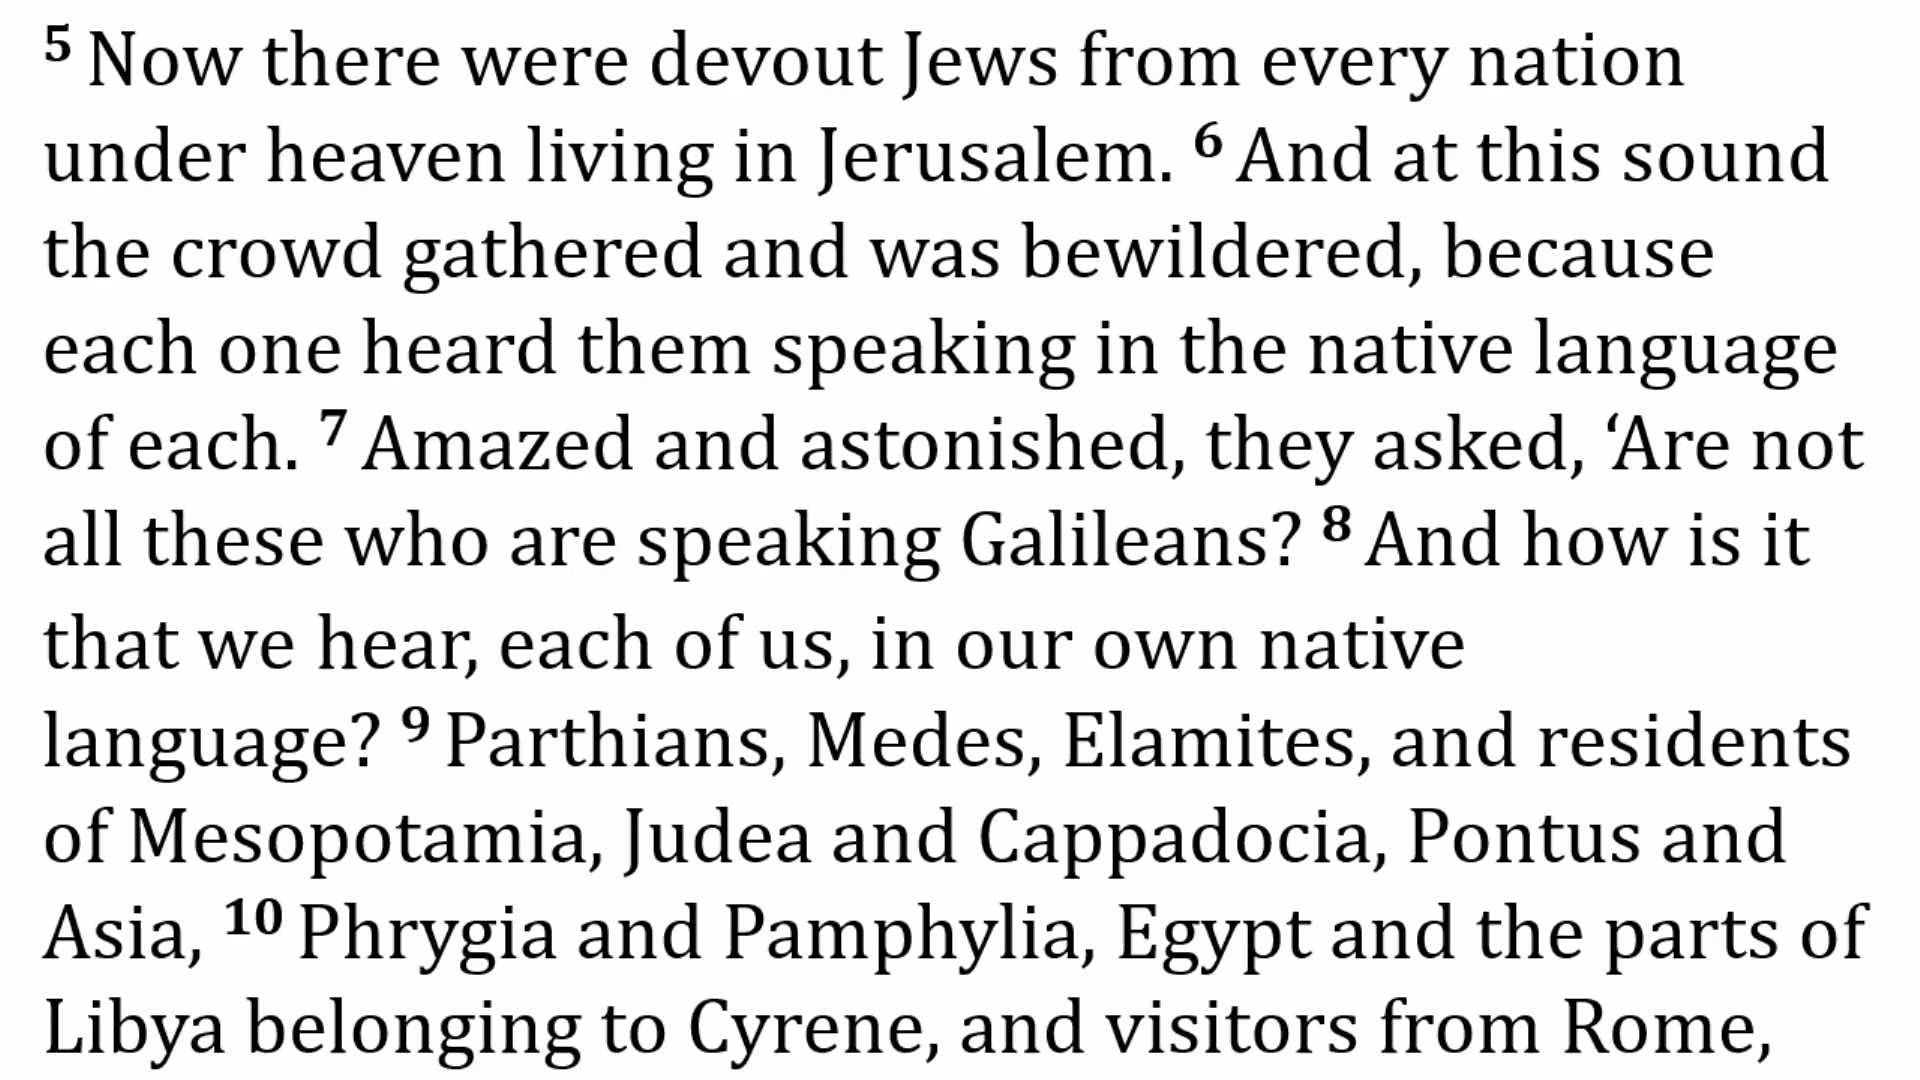 5 Now there were devout Jews from every nation
under heaven living in Jerusalem. 6 And at this sound
the crowd gathered and was bewildered, because
each one heard them speaking in the native language
of each. 7 Amazed and astonished, they asked, ‘Are not
all these who are speaking Galileans? 8 And how is it
that we hear, each of us, in our own native
language? 9 Parthians, Medes, Elamites, and residents
of Mesopotamia, Judea and Cappadocia, Pontus and
Asia, 10 Phrygia and Pamphylia, Egypt and the parts of
Libya belonging to Cyrene, and visitors from Rome,